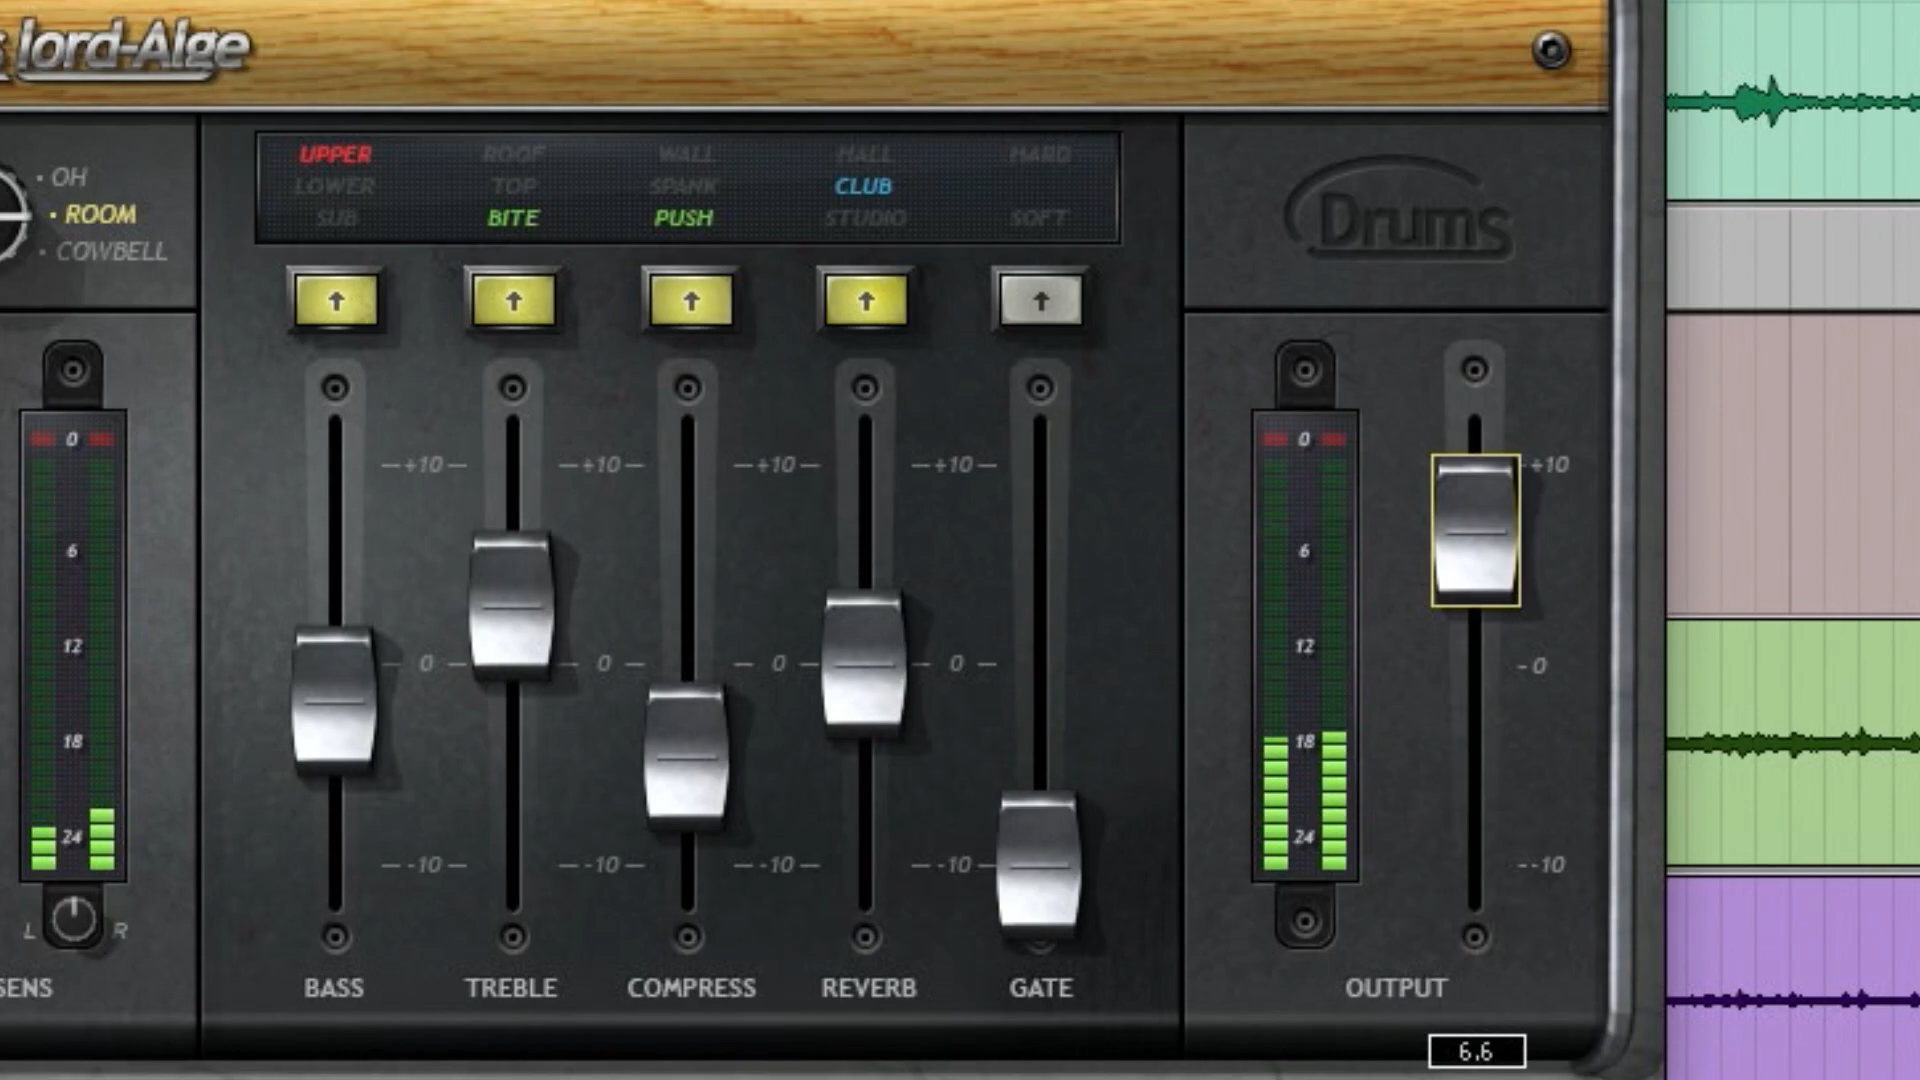 lord-Alge
UPPER ROOF WALL HALL HARD
• OH LOWER TOP SPANK CLUB
• ROOM SUB BITE PUSH STUDIO SOFT Drums
• COWBELL
0 0
+10 +10 +10 +10 +10
6 6
12 12
0 0 0 0 0
18 18
24 24
-10 -10 -10 -10 -10
L R
SENS BASS TREBLE COMPRESS REVERB GATE OUTPUT
6.6